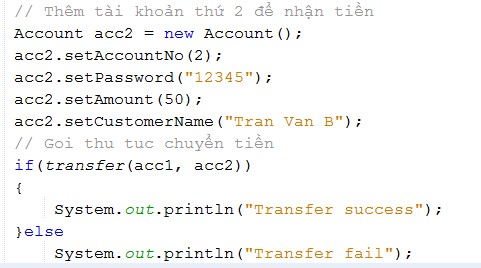 // Thêm tài khoản thứ 2 để nhận tiền
Account acc2 = new Account();
acc2.setAccountNo(2);
acc2.setPassword("12345");
acc2.setAmount(50);
acc2.setCustomerName("Tran Van B");
// Goi thu tuc chuyển tiền
if(transfer(acc1, acc2))
{
    System.out.println("Transfer success");
}else
    System.out.println("Transfer fail");